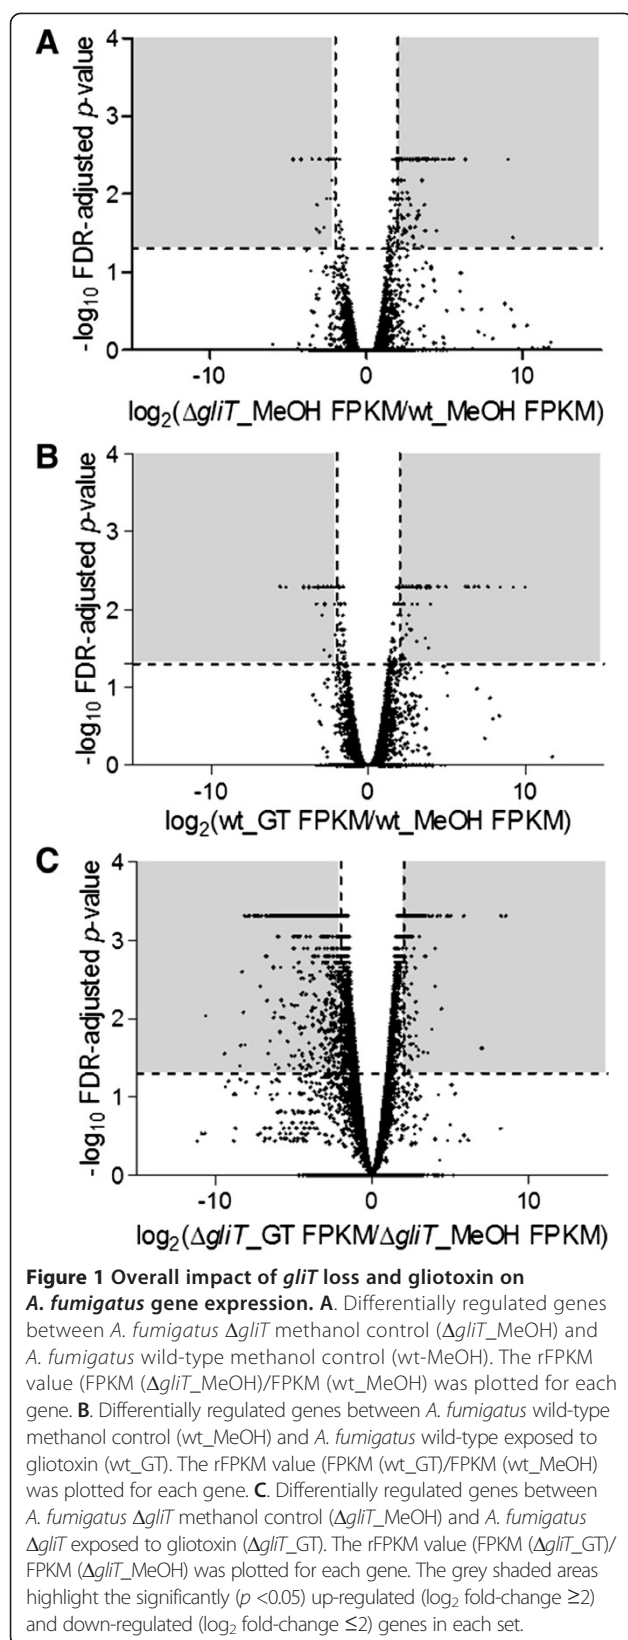 A
-log10 FDR-adjusted p-value
4
3
2
1
0
-10
0
10
log2(ΔgliT_MeOH FPKM/wt_MeOH FPKM)
B
-log10 FDR-adjusted p-value
4
3
2
1
0
-10
0
10
log2(wt_GT FPKM/wt_MeOH FPKM)
C
-log10 FDR-adjusted p-value
4
3
2
1
0
-10
0
10
log2(ΔgliT_GT FPKM/ΔgliT_MeOH FPKM)
Figure 1 Overall impact of gliT loss and gliotoxin on
A. fumigatus gene expression. A. Differentially regulated genes
between A. fumigatus ΔgliT methanol control (ΔgliT_MeOH) and
A. fumigatus wild-type methanol control (wt-MeOH). The rFPKM
value (FPKM (ΔgliT_MeOH)/FPKM (wt_MeOH) was plotted for each
gene. B. Differentially regulated genes between A. fumigatus wild-type
methanol control (wt_MeOH) and A. fumigatus wild-type exposed to
gliotoxin (wt_GT). The rFPKM value (FPKM (wt_GT)/FPKM (wt_MeOH)
was plotted for each gene. C. Differentially regulated genes between
A. fumigatus ΔgliT methanol control (ΔgliT_MeOH) and A. fumigatus
ΔgliT exposed to gliotoxin (ΔgliT_GT). The rFPKM value (FPKM (ΔgliT_GT)/
FPKM (ΔgliT_MeOH) was plotted for each gene. The grey shaded areas
highlight the significantly (p <0.05) up-regulated (log2 fold-change ≥2)
and down-regulated (log2 fold-change ≤2) genes in each set.